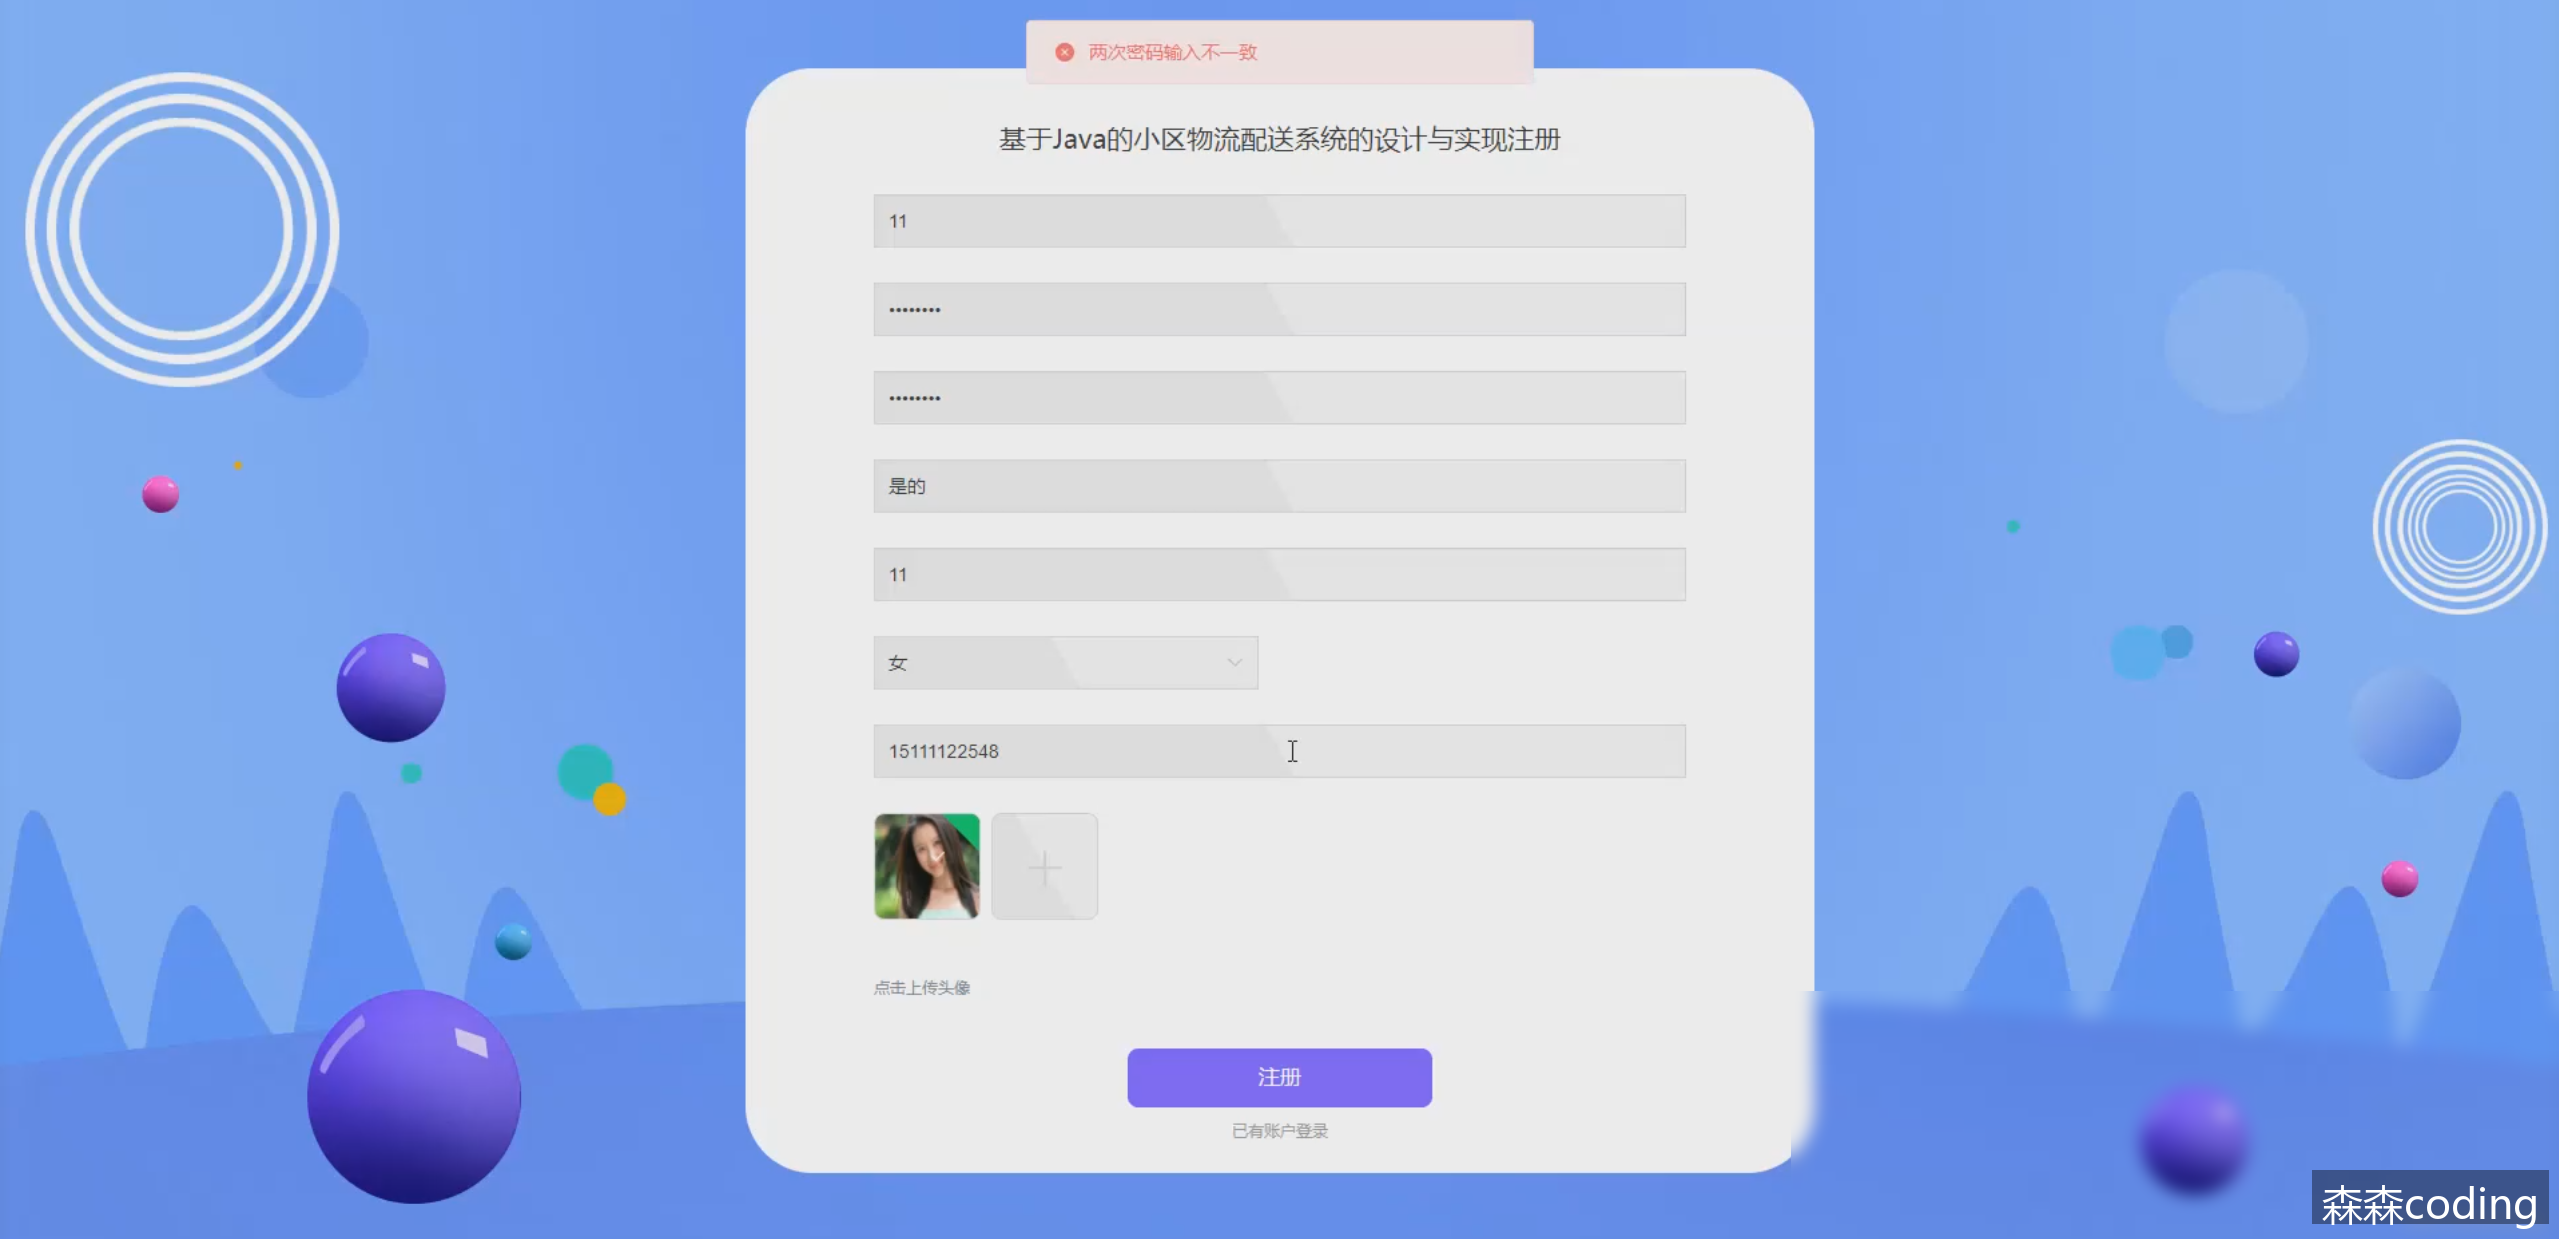 两次密码输入不一致
基于Java的小区物流配送系统的设计与实现注册
11
••••••••
••••••••
是的
11
女
15111122548
点击上传头像
注册
已有账户登录
森森coding